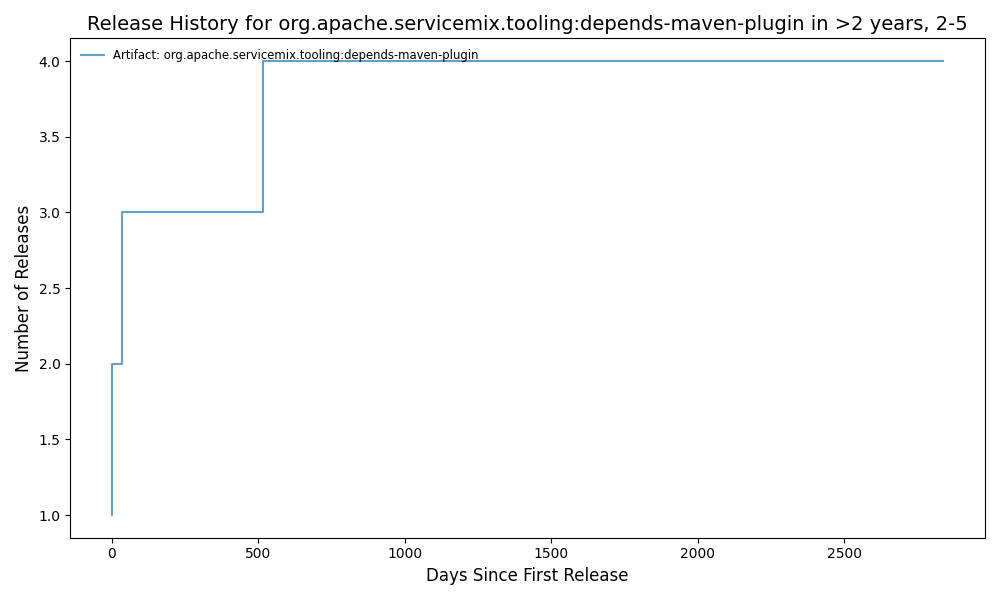 Release History for org.apache.servicemix.tooling:depends-maven-plugin in >2 years, 2-5
Artifact: org.apache.servicemix.tooling:depends-maven-plugin
4.0
3.5
3.0
2.5
2.0
1.5
1.0
Number of Releases
0 500 1000 1500 2000 2500
Days Since First Release